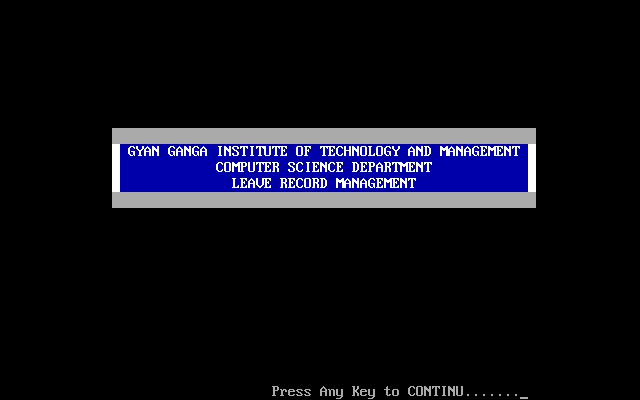 GYAN GANGA INSTITUTE OF TECHNOLOGY AND MANAGEMENT
COMPUTER SCIENCE DEPARTMENT
LEAVE RECORD MANAGEMENT
Press Any Key to CONTINU......._